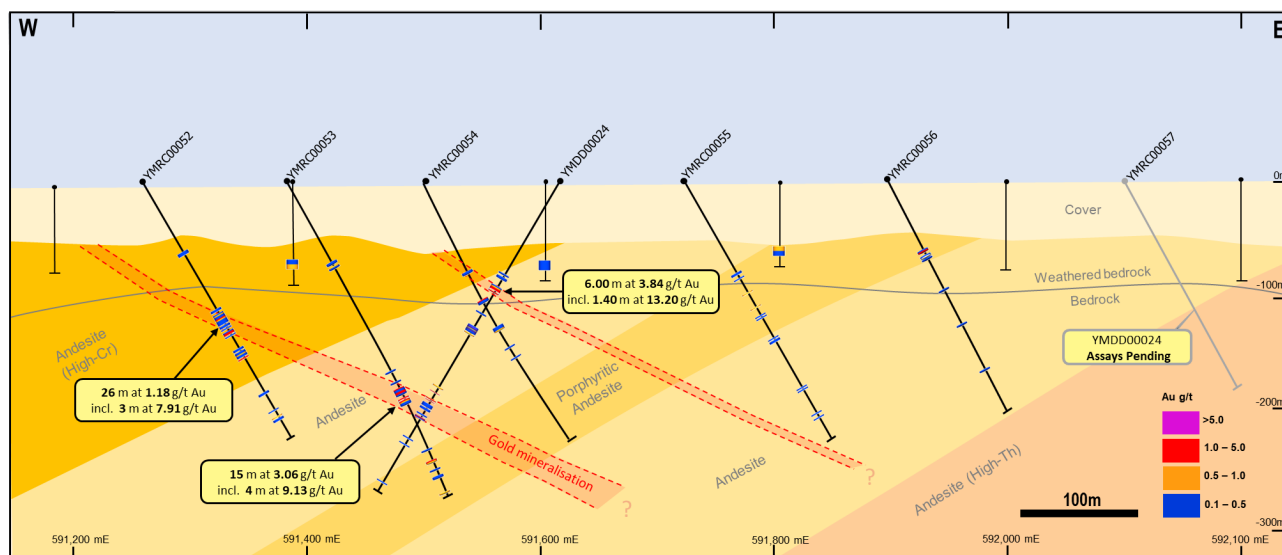 W
E
YMRC00052
YMRC00053
YMRC00054
YMDD00024
YMRC00055
YMRC00056
YMRC00057
0m
Cover
Weathered bedrock
Bedrock
-100m
6.00 m at 3.84 g/t Au
incl. 1.40 m at 13.20 g/t Au
Andesite
(High-Cr)
26 m at 1.18 g/t Au
incl. 3 m at 7.91 g/t Au
Andesite
Porphyritic
Andesite
YMDD00024
Assays Pending
15 m at 3.06 g/t Au
incl. 4 m at 9.13 g/t Au
Gold mineralisation
?
?
Andesite
Andesite (High-Th)
Au g/t
>5.0
1.0 – 5.0
0.5 – 1.0
0.1 – 0.5
-200m
100m
-300m
591,200 mE
591,400 mE
591,600 mE
591,800 mE
592,000 mE
592,100 mE